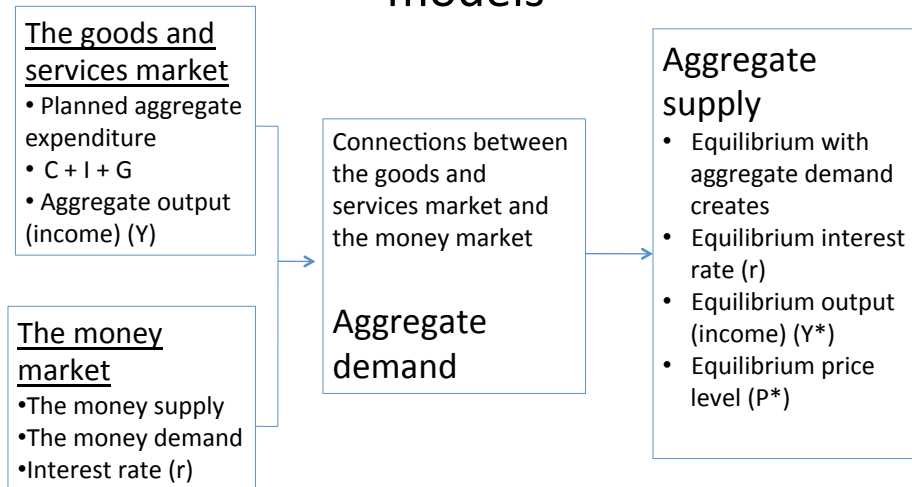 models
The goods and
services market
• Planned aggregate
expenditure
• C + I + G
• Aggregate output
(income) (Y)
The money
market
•The money supply
•The money demand
•Interest rate (r)
Connections between
the goods and
services market and
the money market
Aggregate
demand
Aggregate
supply
• Equilibrium with
aggregate demand
creates
• Equilibrium interest
rate (r)
• Equilibrium output
(income) (Y*)
• Equilibrium price
level (P*)